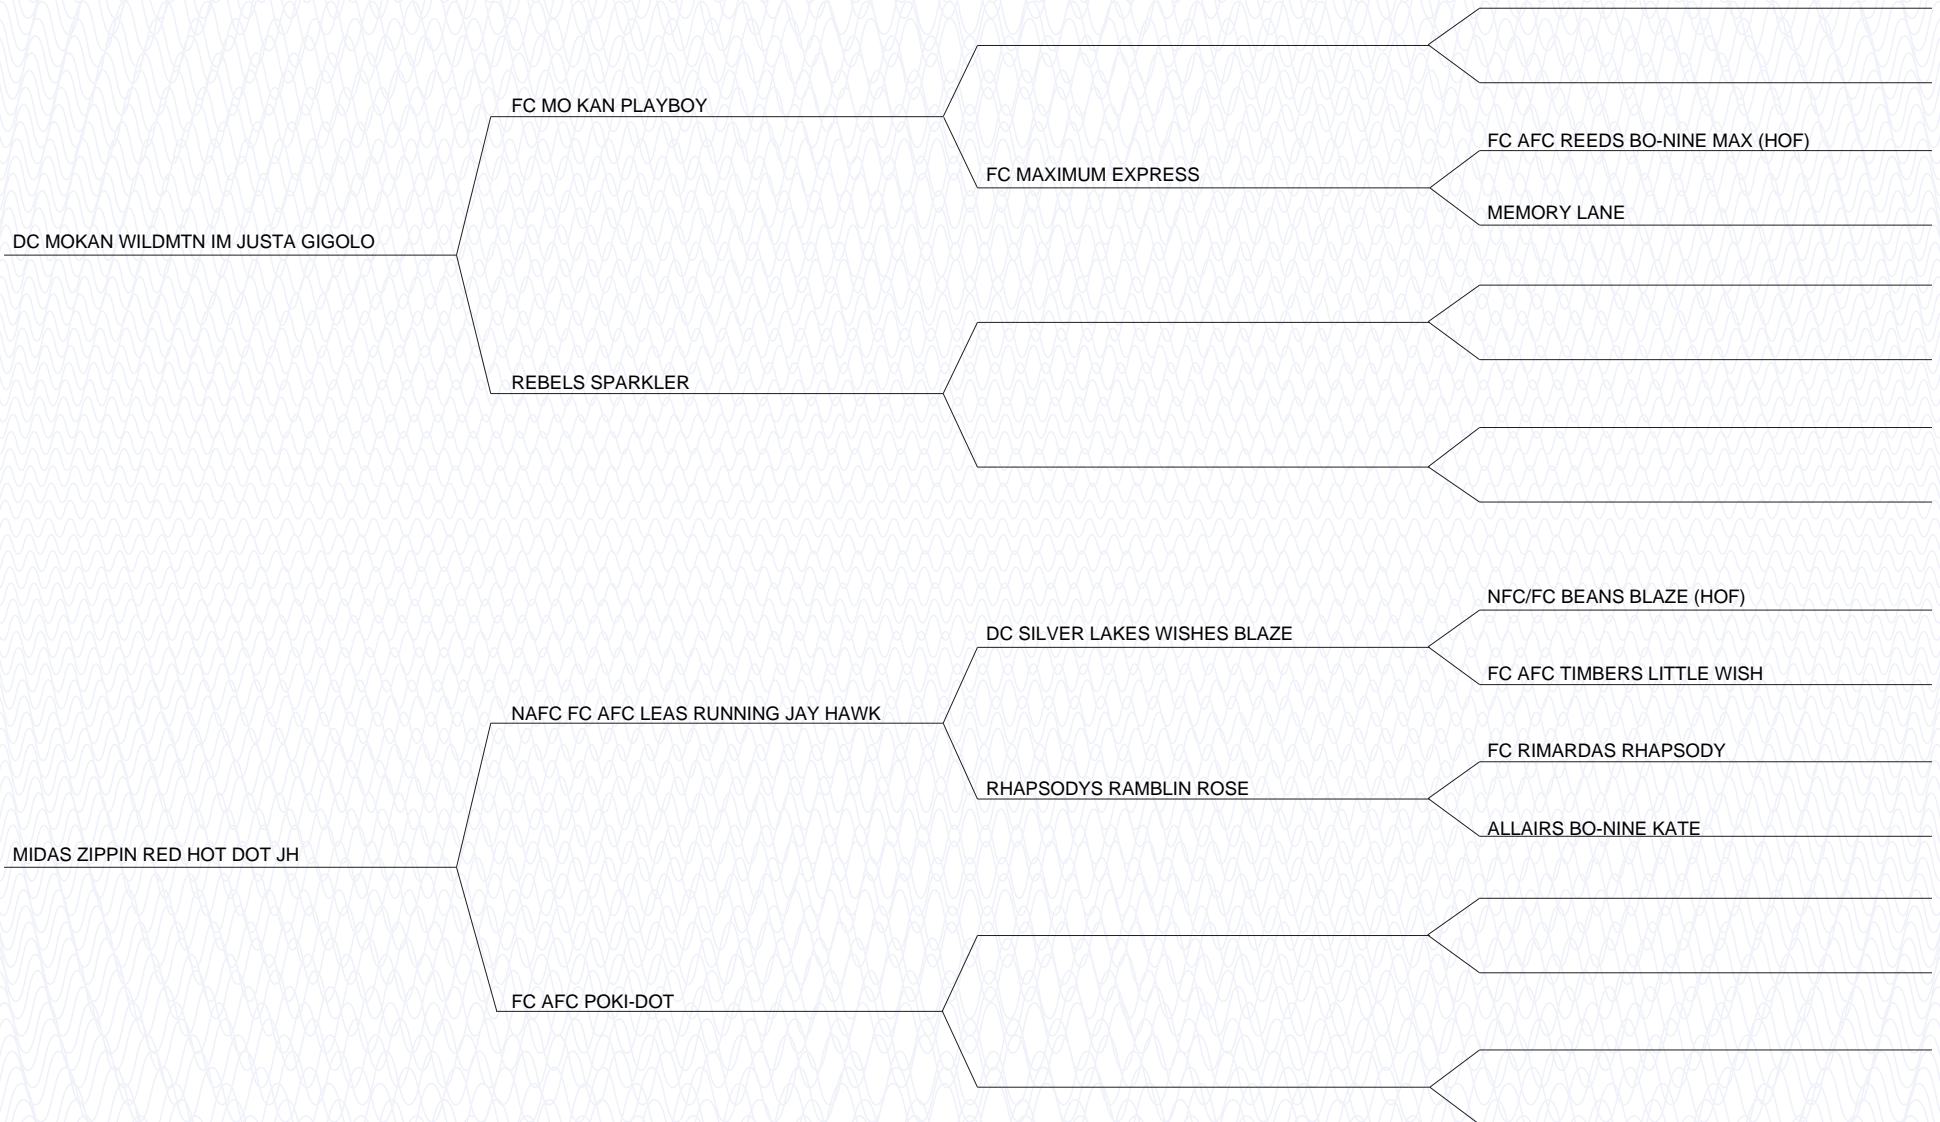 FC MO KAN PLAYBOY
FC AFC REEDS BO-NINE MAX (HOF)
FC MAXIMUM EXPRESS
MEMORY LANE
DC MOKAN WILDMTN IM JUSTA GIGOLO
REBELS SPARKLER
NFC/FC BEANS BLAZE (HOF)
DC SILVER LAKES WISHES BLAZE
FC AFC TIMBERS LITTLE WISH
NAFC FC AFC LEAS RUNNING JAY HAWK
FC RIMARDAS RHAPSODY
RHAPSODYS RAMBLIN ROSE
ALLAIRS BO-NINE KATE
MIDAS ZIPPIN RED HOT DOT JH
FC AFC POKI-DOT